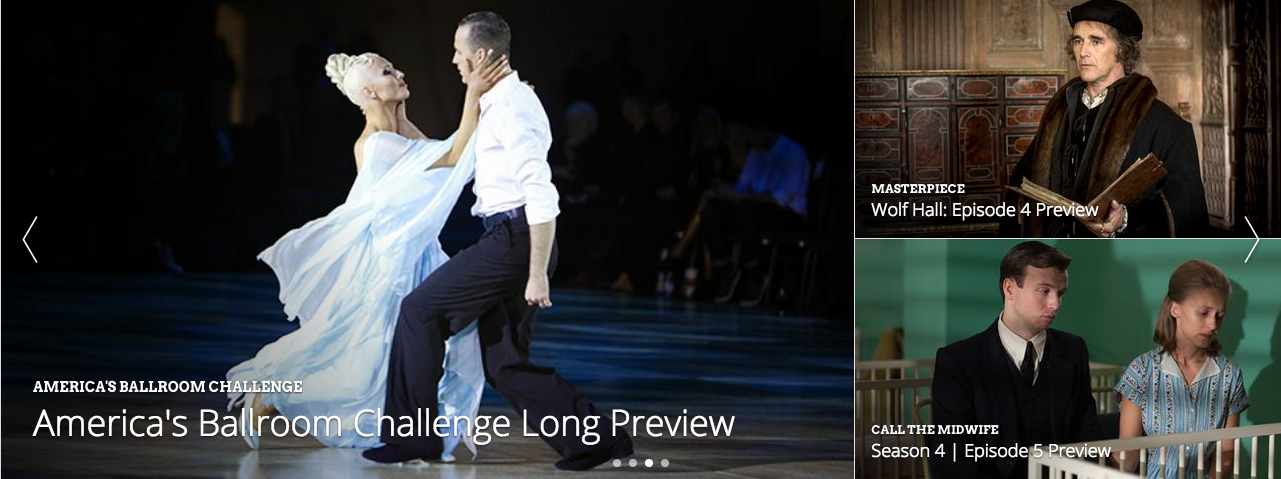 AMERICA'S BALLROOM CHALLENGE
America's Ballroom Challenge Long Preview
MASTERPIECE
Wolf Hall: Episode 4 Preview
CALL THE MIDWIFE
Season 4 | Episode 5 Preview